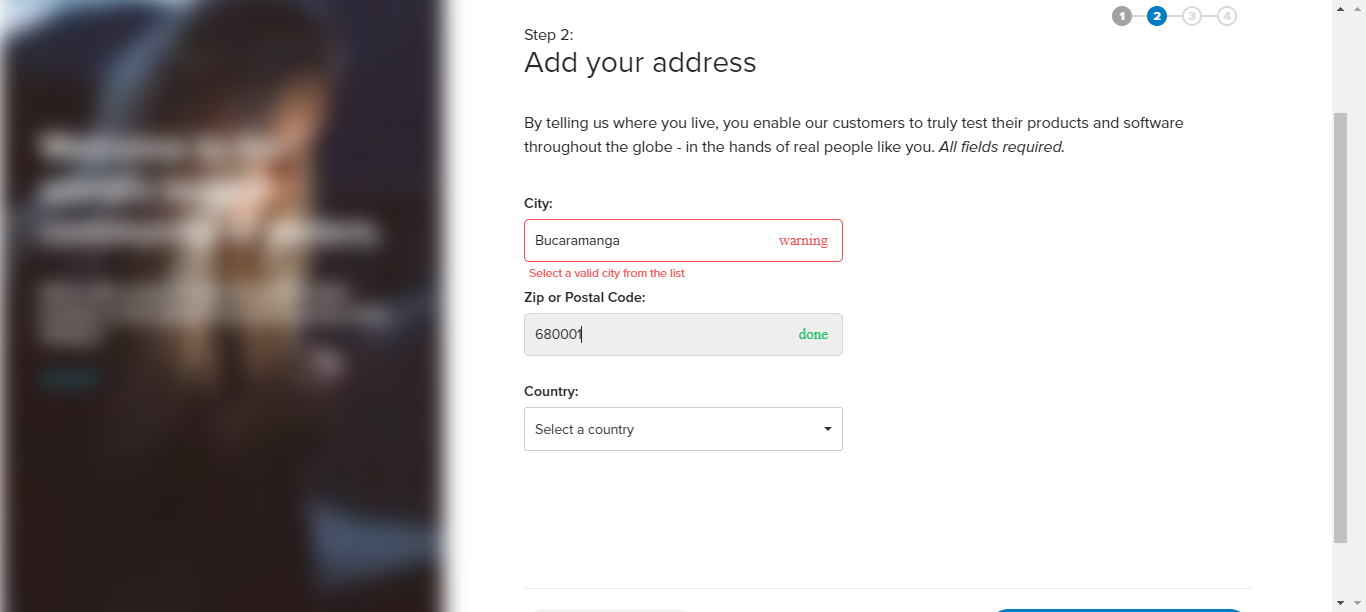 1 2 3 4
Step 2:
Add your address
By telling us where you live, you enable our customers to truly test their products and software
throughout the globe - in the hands of real people like you. All fields required.
City:
Bucaramanga warning
Select a valid city from the list
Zip or Postal Code:
680001 done
Country:
Select a country